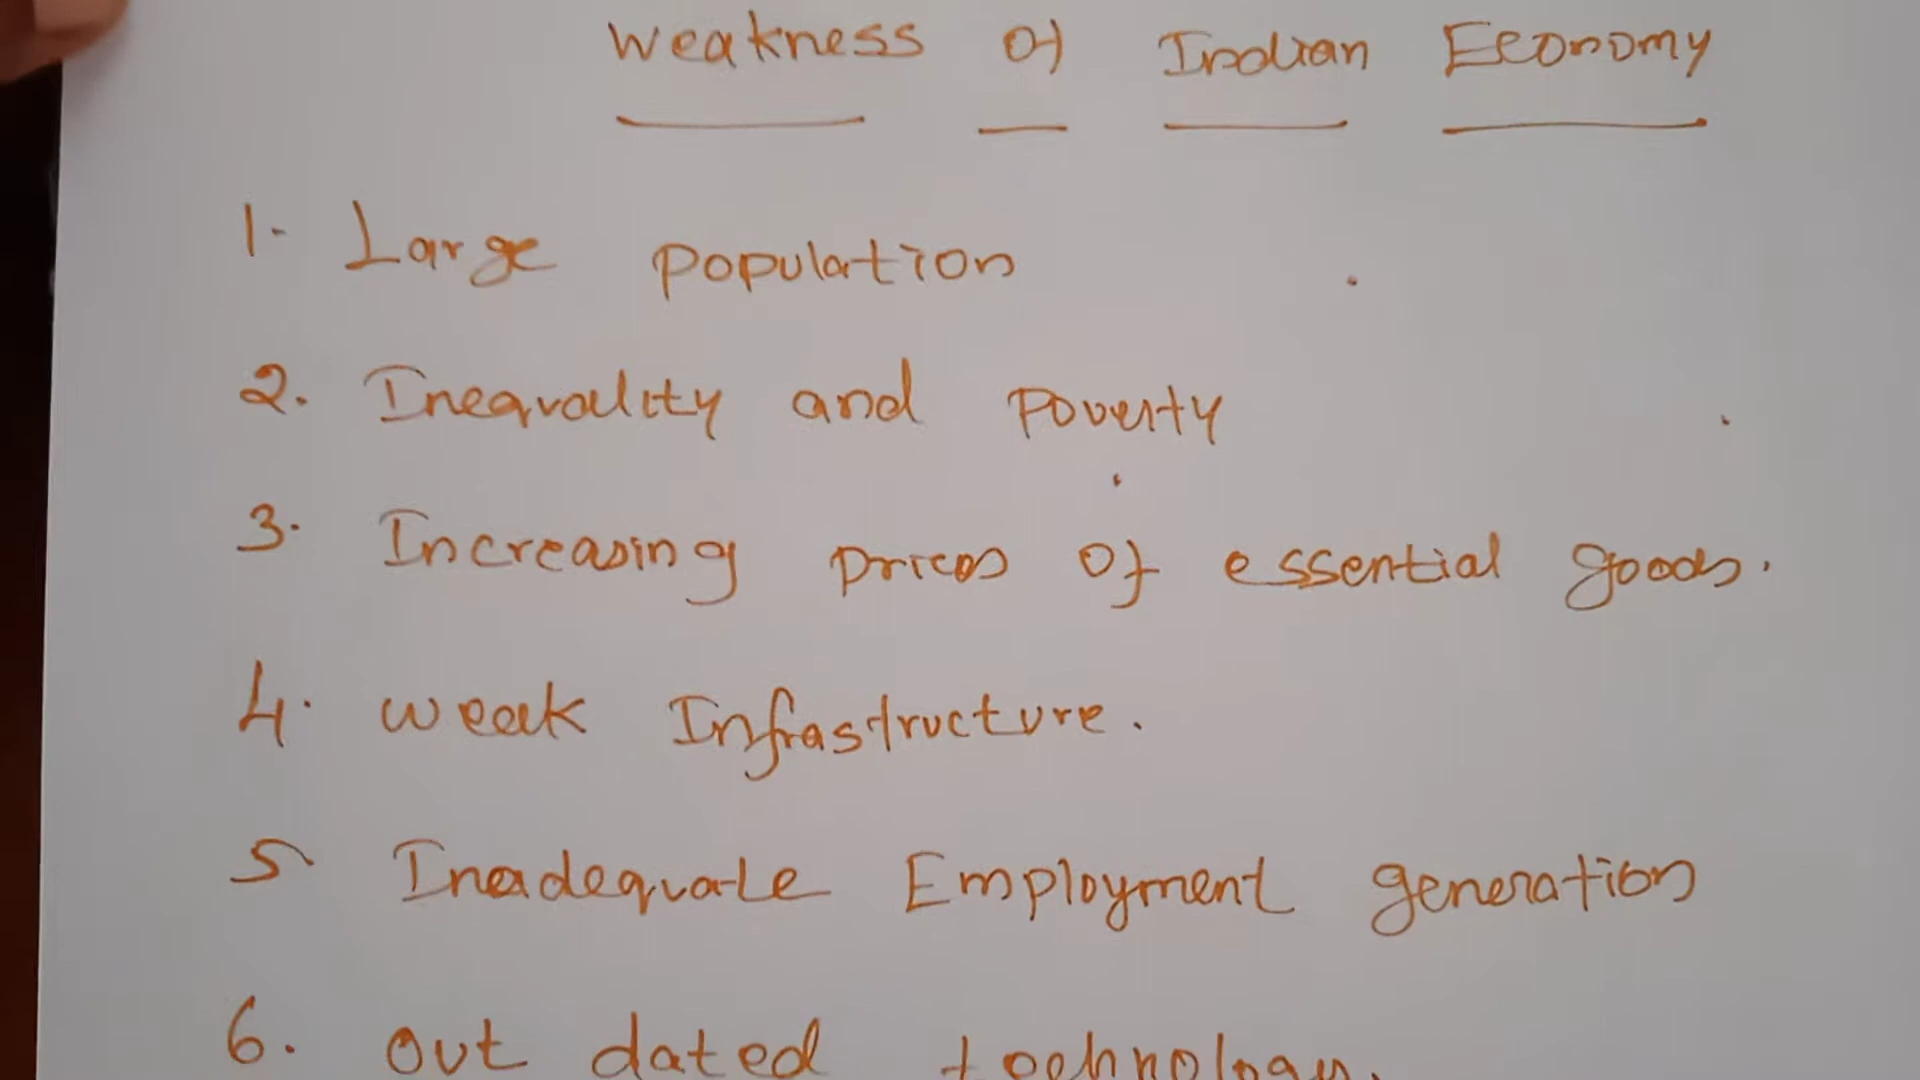 Weakness of Indian Economy
1. Large population
2. Inequality and Poverty
3. Increasing prices of essential goods.
4. weak Infrastructure.
5 Inadequate Employment generation
6. out dated technology.